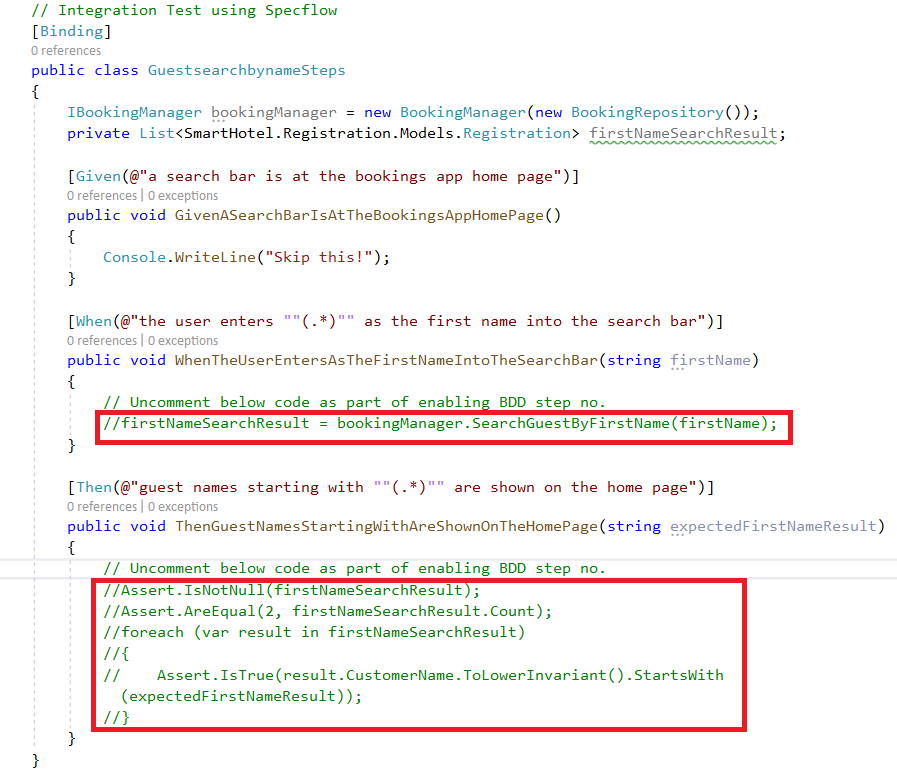 // Integration Test using Specflow
[Binding]
0 references
public class GuestsearchbynameSteps
{
IBookingManager bookingManager = new BookingManager(new BookingRepository());
private List<SmartHotel.Registration.Models.Registration> firstNameSearchResult;
[Given(@"a search bar is at the bookings app home page")]
0 references | 0 exceptions
public void GivenASearchBarIsAtTheBookingsAppHomePage()
{
Console.WriteLine("Skip this!");
}
[When(@"the user enters ""(.*)"" as the first name into the search bar")]
0 references | 0 exceptions
public void WhenTheUserEntersAsTheFirstNameIntoTheSearchBar(string firstName)
{
// Uncomment below code as part of enabling BDD step no.
//firstNameSearchResult = bookingManager.SearchGuestByFirstName(firstName);
}
[Then(@"guest names starting with ""(.*)"" are shown on the home page")]
0 references | 0 exceptions
public void ThenGuestNamesStartingWithAreShownOnTheHomePage(string expectedFirstNameResult)
{
// Uncomment below code as part of enabling BDD step no.
//Assert.IsNotNull(firstNameSearchResult);
//Assert.AreEqual(2, firstNameSearchResult.Count);
//foreach (var result in firstNameSearchResult)
//{
//    Assert.IsTrue(result.CustomerName.ToLowerInvariant().StartsWith
(expectedFirstNameResult));
//}
}
}